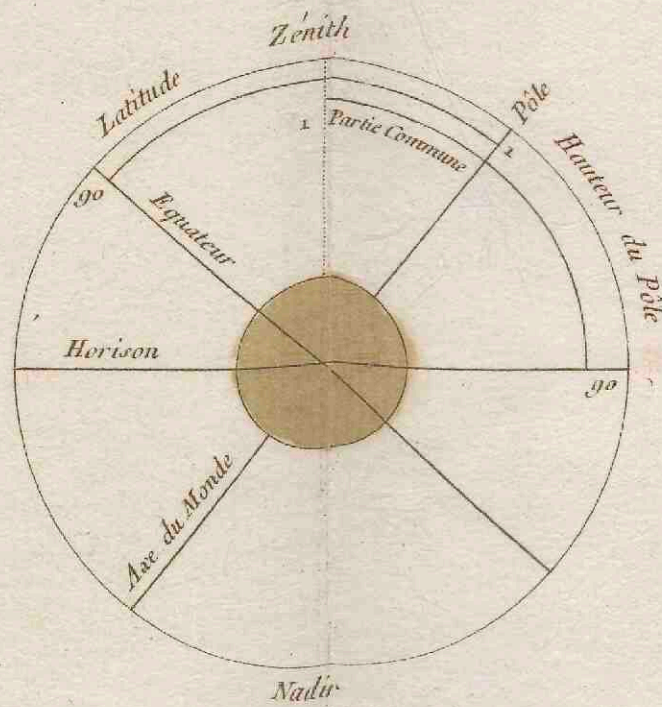 Zénith
Latitude
Pôle
1
Partie Commune
1
Hauteur du Pôle
90
Equateur
Horison
90
Axe du Monde
Nadir